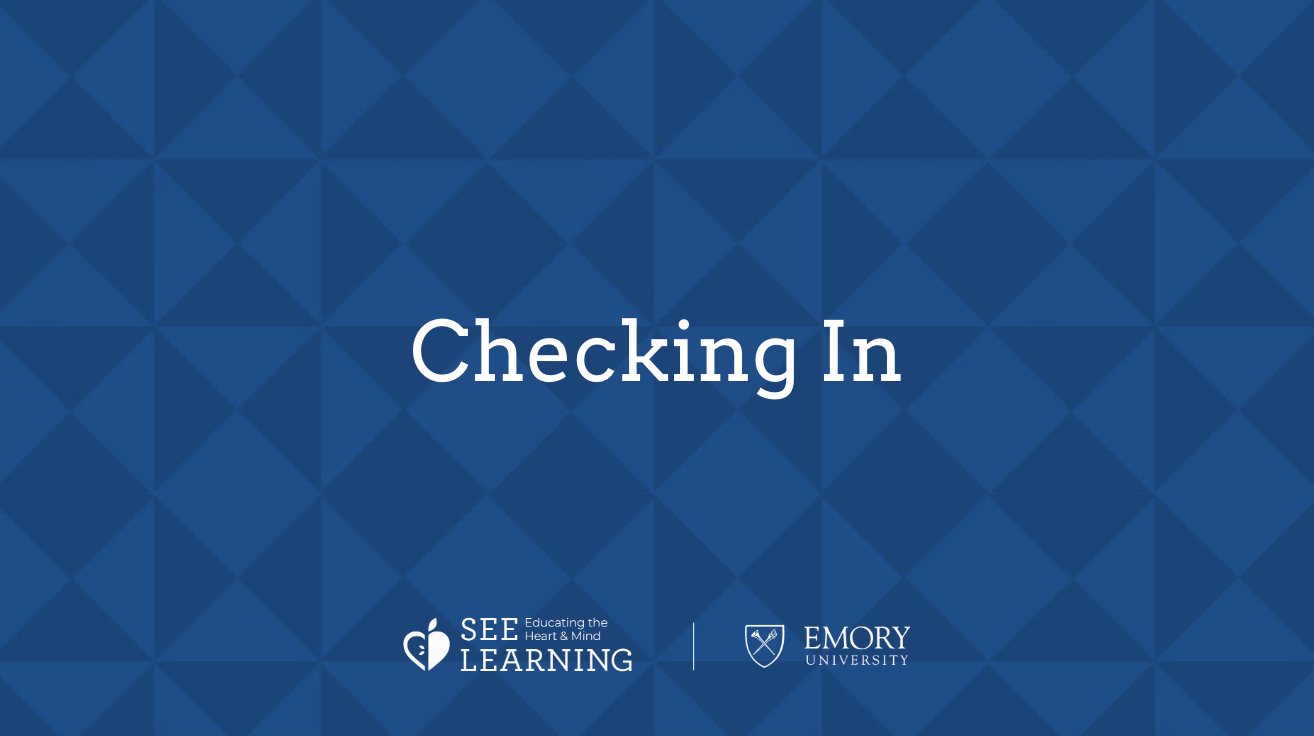 Checking In
SEE
Educating the
Heart & Mind
LEARNING
EMORY
UNIVERSITY